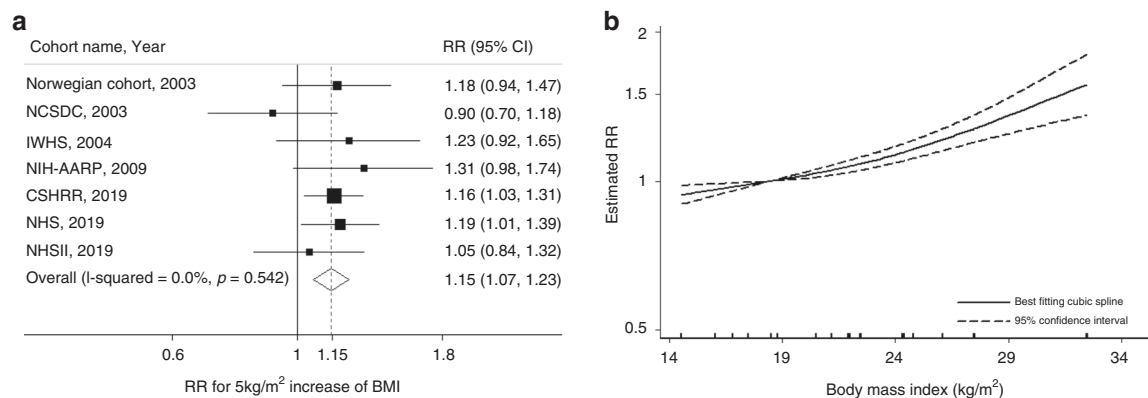 a
Cohort name, Year RR (95% CI)
Norwegian cohort, 2003 1.18 (0.94, 1.47)
NCSDC, 2003 0.90 (0.70, 1.18)
IWHS, 2004 1.23 (0.92, 1.65)
NIH-AARP, 2009 1.31 (0.98, 1.74)
CSHRR, 2019 1.16 (1.03, 1.31)
NHS, 2019 1.19 (1.01, 1.39)
NHSII, 2019 1.05 (0.84, 1.32)
Overall (I-squared = 0.0%, p = 0.542) 1.15 (1.07, 1.23)
0.6 1 1.15 1.8
RR for 5kg/m² increase of BMI
b
2
1.5
1
0.5
Estimated RR
Best fitting cubic spline
95% confidence interval
14 19 24 29 34
Body mass index (kg/m²)